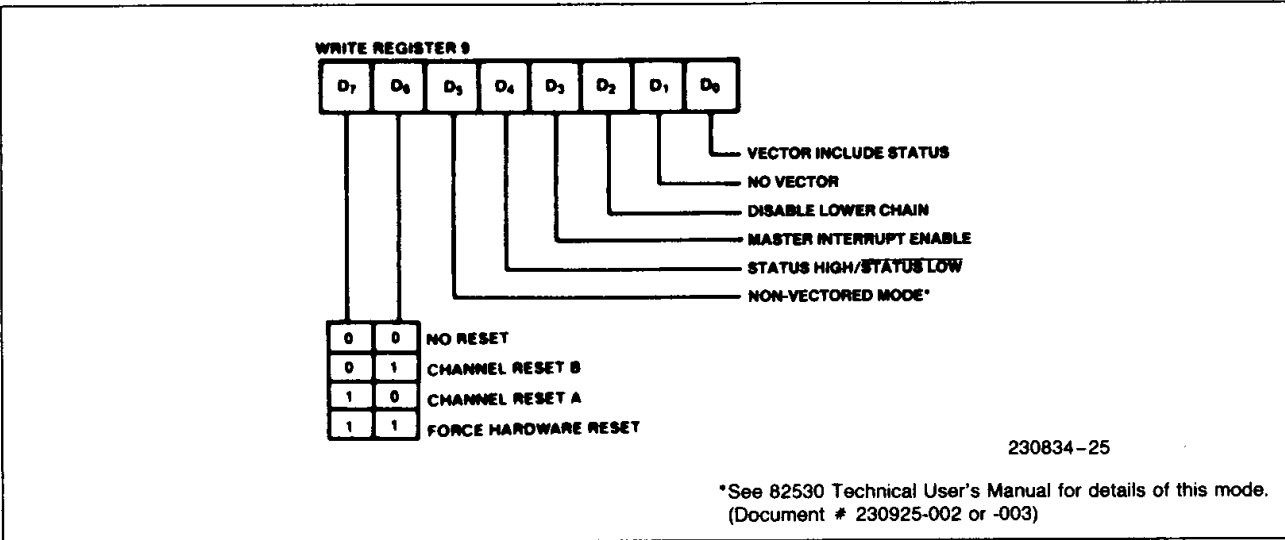 WRITE REGISTER 9
D7 D6 D5 D4 D3 D2 D1 D0
VECTOR INCLUDE STATUS
NO VECTOR
DISABLE LOWER CHAIN
MASTER INTERRUPT ENABLE
STATUS HIGH/STATUS LOW
NON-VECTORED MODE*
0 0 NO RESET
0 1 CHANNEL RESET B
1 0 CHANNEL RESET A
1 1 FORCE HARDWARE RESET
230834-25
*See 82530 Technical User's Manual for details of this mode.
(Document # 230925-002 or -003)